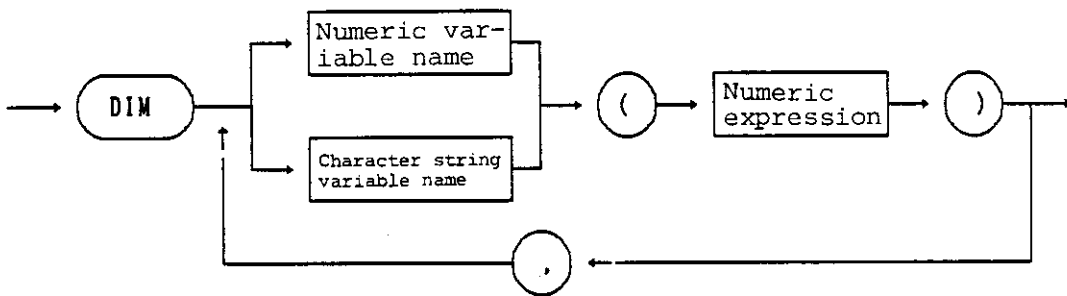 Numeric var-
iable name
DIM
(
Numeric
expression
)
Character string
variable name
,